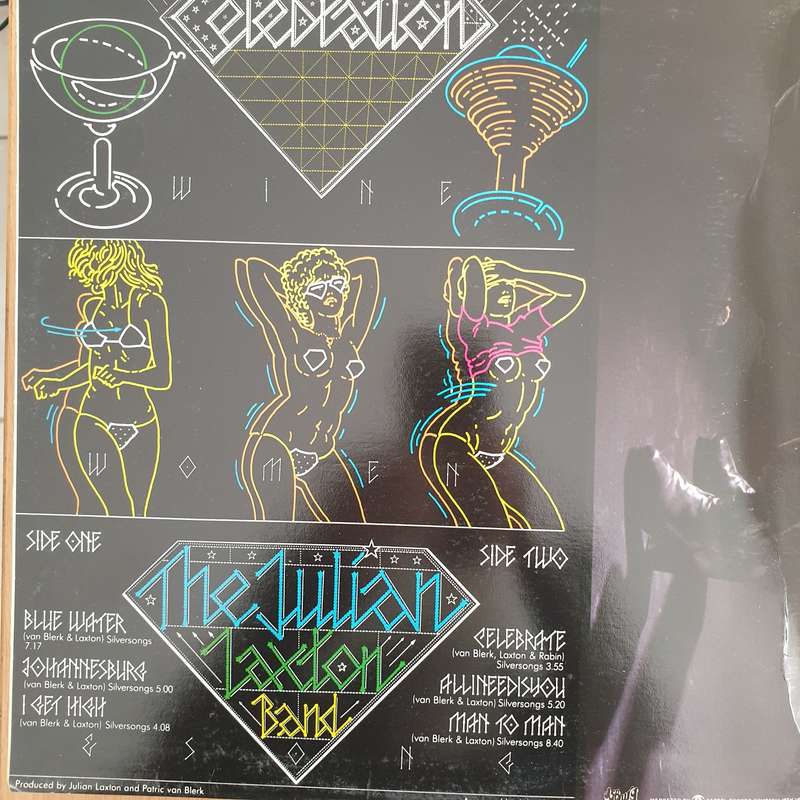 Celebration
W I N E
W O M E N
SIDE ONE
BLUE WATER
(van Blerk & Laxton) Silversongs
7.17
JOHANNESBURG
(van Blerk & Laxton) Silversongs 5.00
I GET HIGH
(van Blerk & Laxton) Silversongs 4.08
The Julian
Laxton
Band
SIDE TWO
CELEBRATE
(van Blerk, Laxton & Rabin)
Silversongs 3.55
ALLINEEDISYOU
(van Blerk & Laxton) Silversongs 5.20
MAN TO MAN
(van Blerk & Laxton) Silversongs 8.40
& S O N G
Produced by Julian Laxton and Patric van Blerk